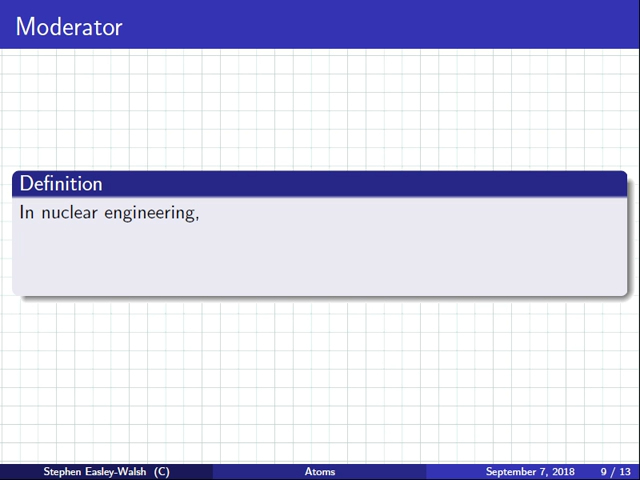 Moderator
Definition
In nuclear engineering,
Stephen Easley-Walsh (C) Atoms September 7, 2018 9 / 13